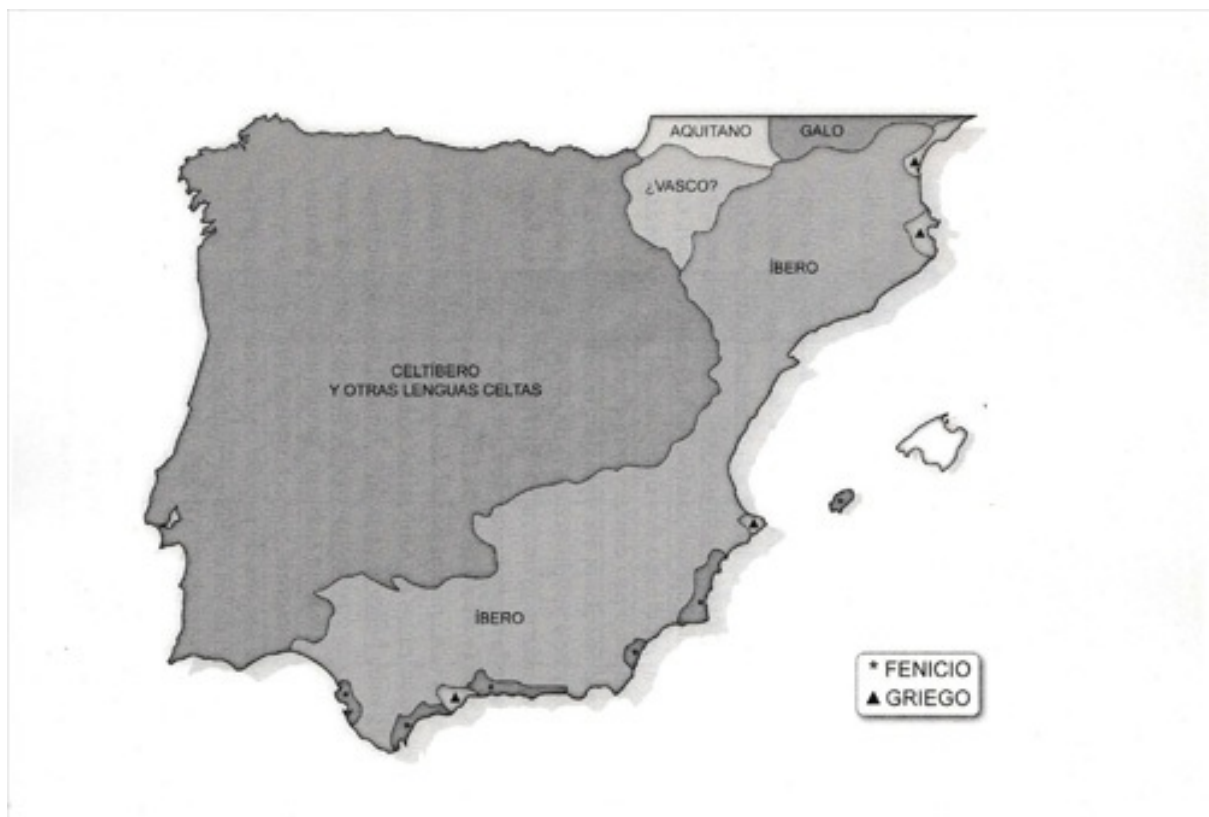 AQUITANO
GALO
¿VASCO?
ÍBERO
CELTÍBERO
Y OTRAS LENGUAS CELTAS
ÍBERO
* FENICIO
▲ GRIEGO